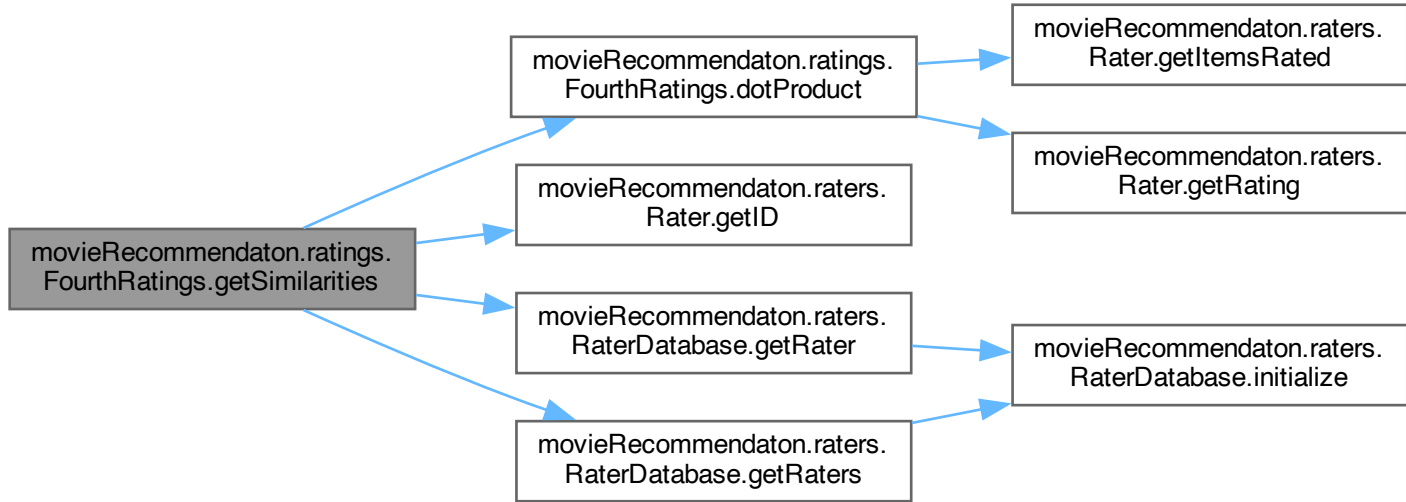 movieRecommendaton.ratings.
FourthRatings.getSimilarities
movieRecommendaton.ratings.
FourthRatings.dotProduct
movieRecommendaton.raters.
Rater.getID
movieRecommendaton.raters.
RaterDatabase.getRater
movieRecommendaton.raters.
RaterDatabase.getRaters
movieRecommendaton.raters.
Rater.getItemsRated
movieRecommendaton.raters.
Rater.getRating
movieRecommendaton.raters.
RaterDatabase.initialize